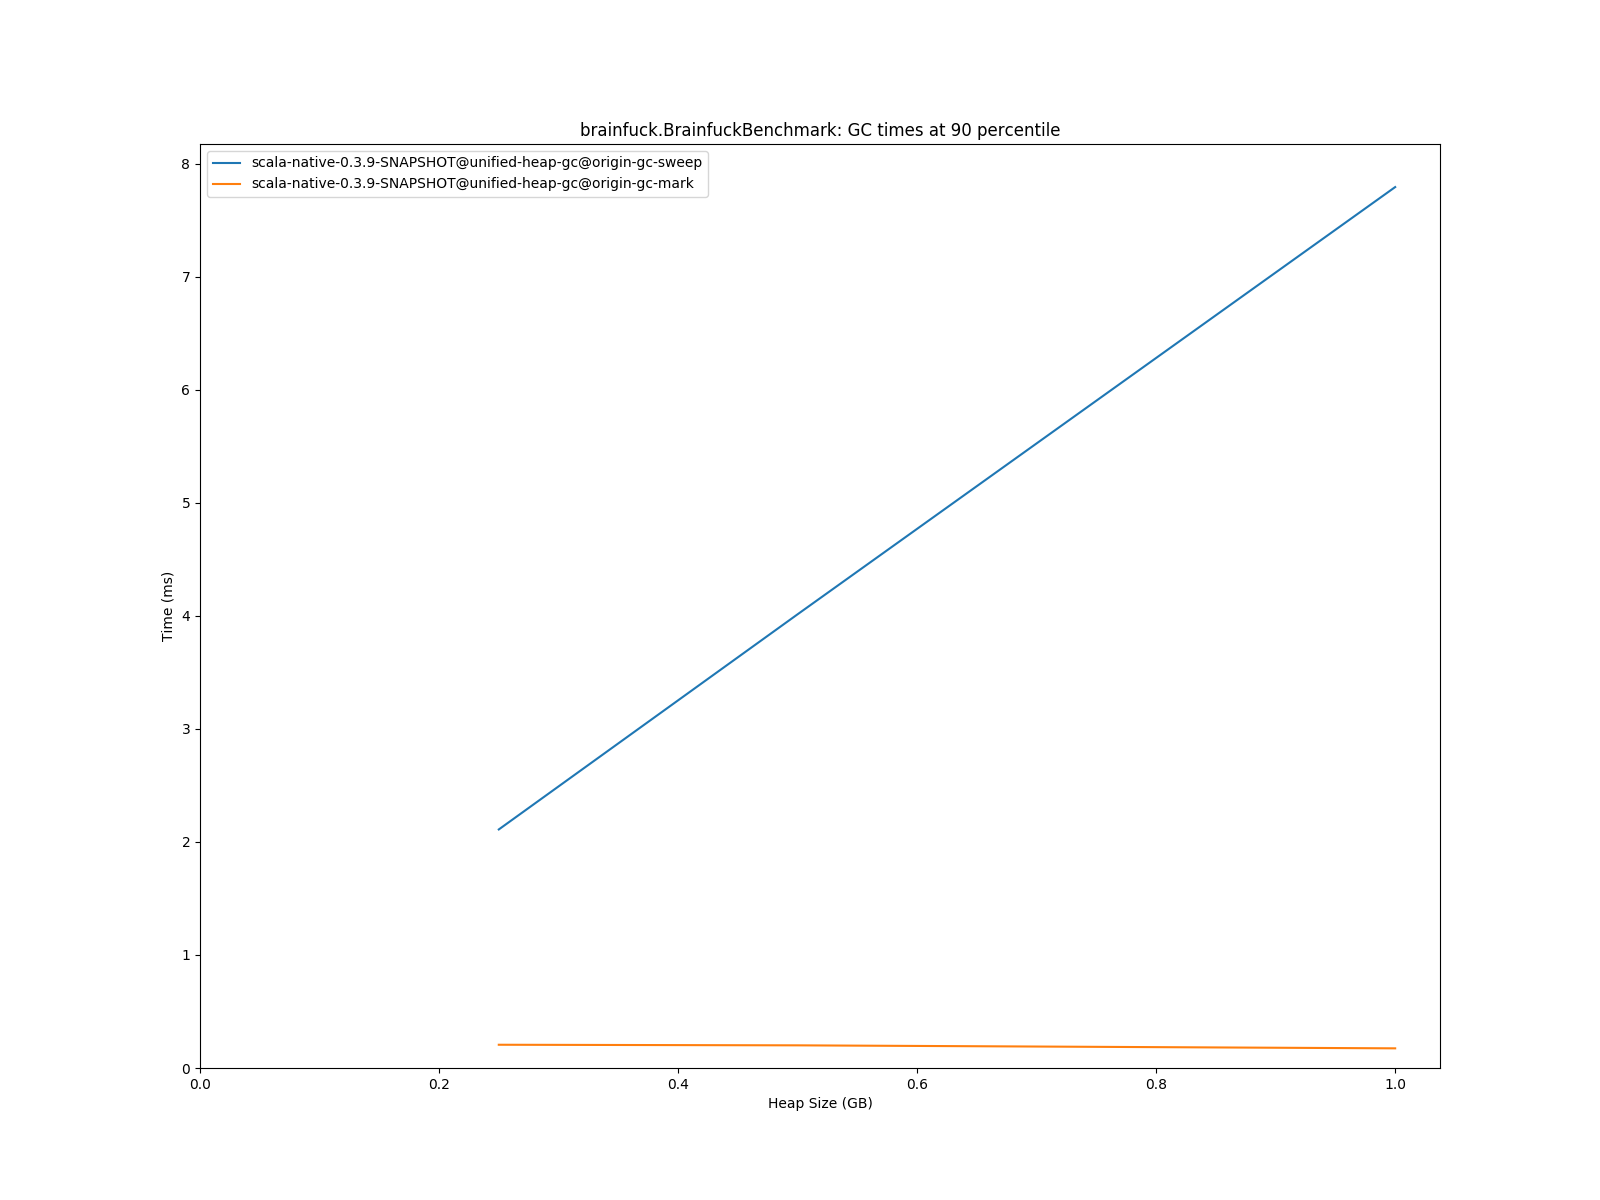 brainfuck.BrainfuckBenchmark: GC times at 90 percentile
scala-native-0.3.9-SNAPSHOT@unified-heap-gc@origin-gc-sweep
scala-native-0.3.9-SNAPSHOT@unified-heap-gc@origin-gc-mark
8
7
6
5
4
3
2
1
0
Time (ms)
0.0 0.2 0.4 0.6 0.8 1.0
Heap Size (GB)